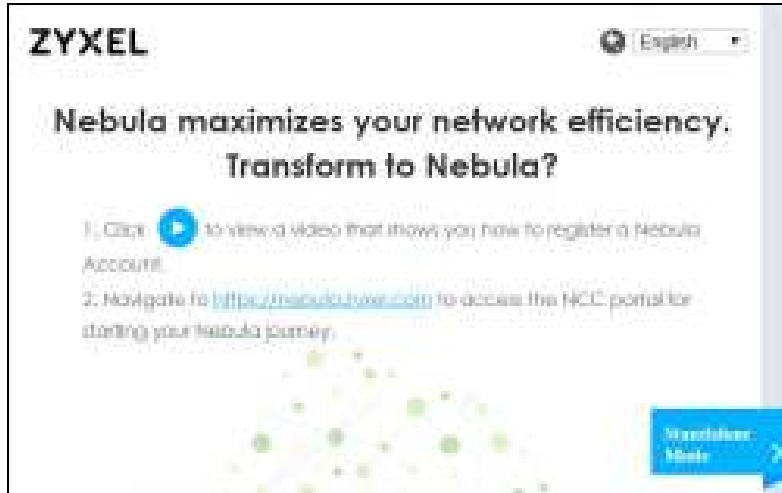 ZYXEL
English
Nebula maximizes your network efficiency.
Transform to Nebula?
1. Click to view a video that shows you how to register a Nebula
Account.
2. Navigate to https://nebula.zyxel.com to access the NCC portal for
starting your Nebula journey.
Standalone
Mode